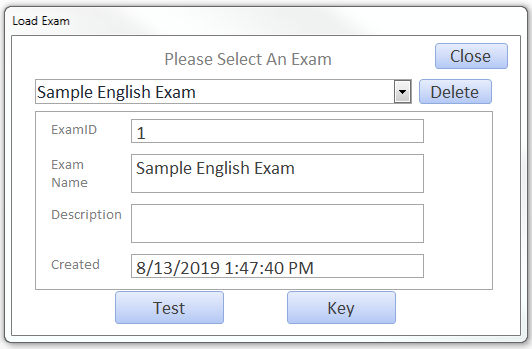 Load Exam
Please Select An Exam
Close
Sample English Exam
Delete
ExamID
1
Exam
Name
Sample English Exam
Description
Created
8/13/2019 1:47:40 PM
Test
Key